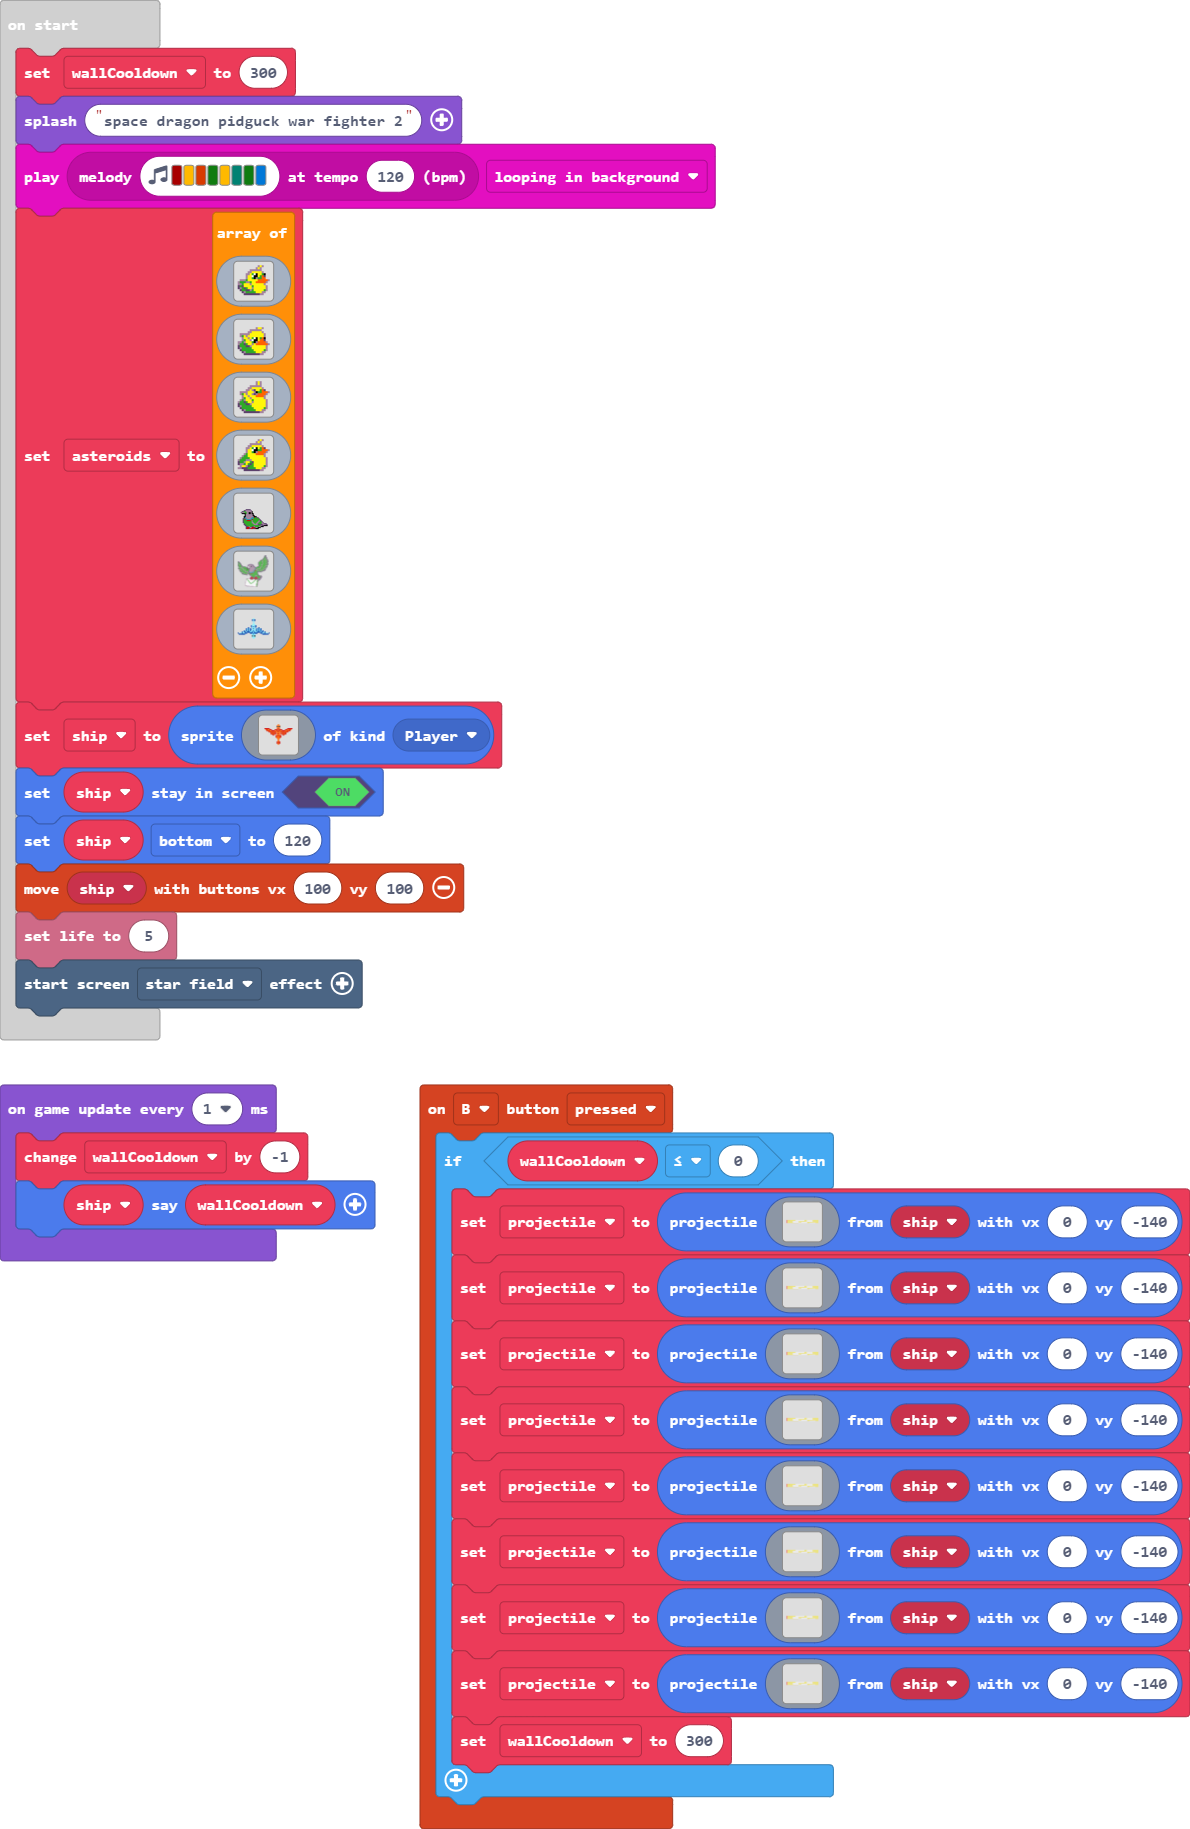 on start
set wallCooldown to 300
splash "space dragon pidguck war fighter 2"
play melody at tempo 120 (bpm) looping in background
array of
set asteroids to
set ship to sprite of kind Player
set ship stay in screen ON
set ship bottom to 120
move ship with buttons vx 100 vy 100
set life to 5
start screen star field effect
on game update every 1 ms
change wallCooldown by -1
ship say wallCooldown
on B button pressed
if wallCooldown ≤ 0 then
set projectile to projectile from ship with vx 0 vy -140
set projectile to projectile from ship with vx 0 vy -140
set projectile to projectile from ship with vx 0 vy -140
set projectile to projectile from ship with vx 0 vy -140
set projectile to projectile from ship with vx 0 vy -140
set projectile to projectile from ship with vx 0 vy -140
set projectile to projectile from ship with vx 0 vy -140
set projectile to projectile from ship with vx 0 vy -140
set wallCooldown to 300